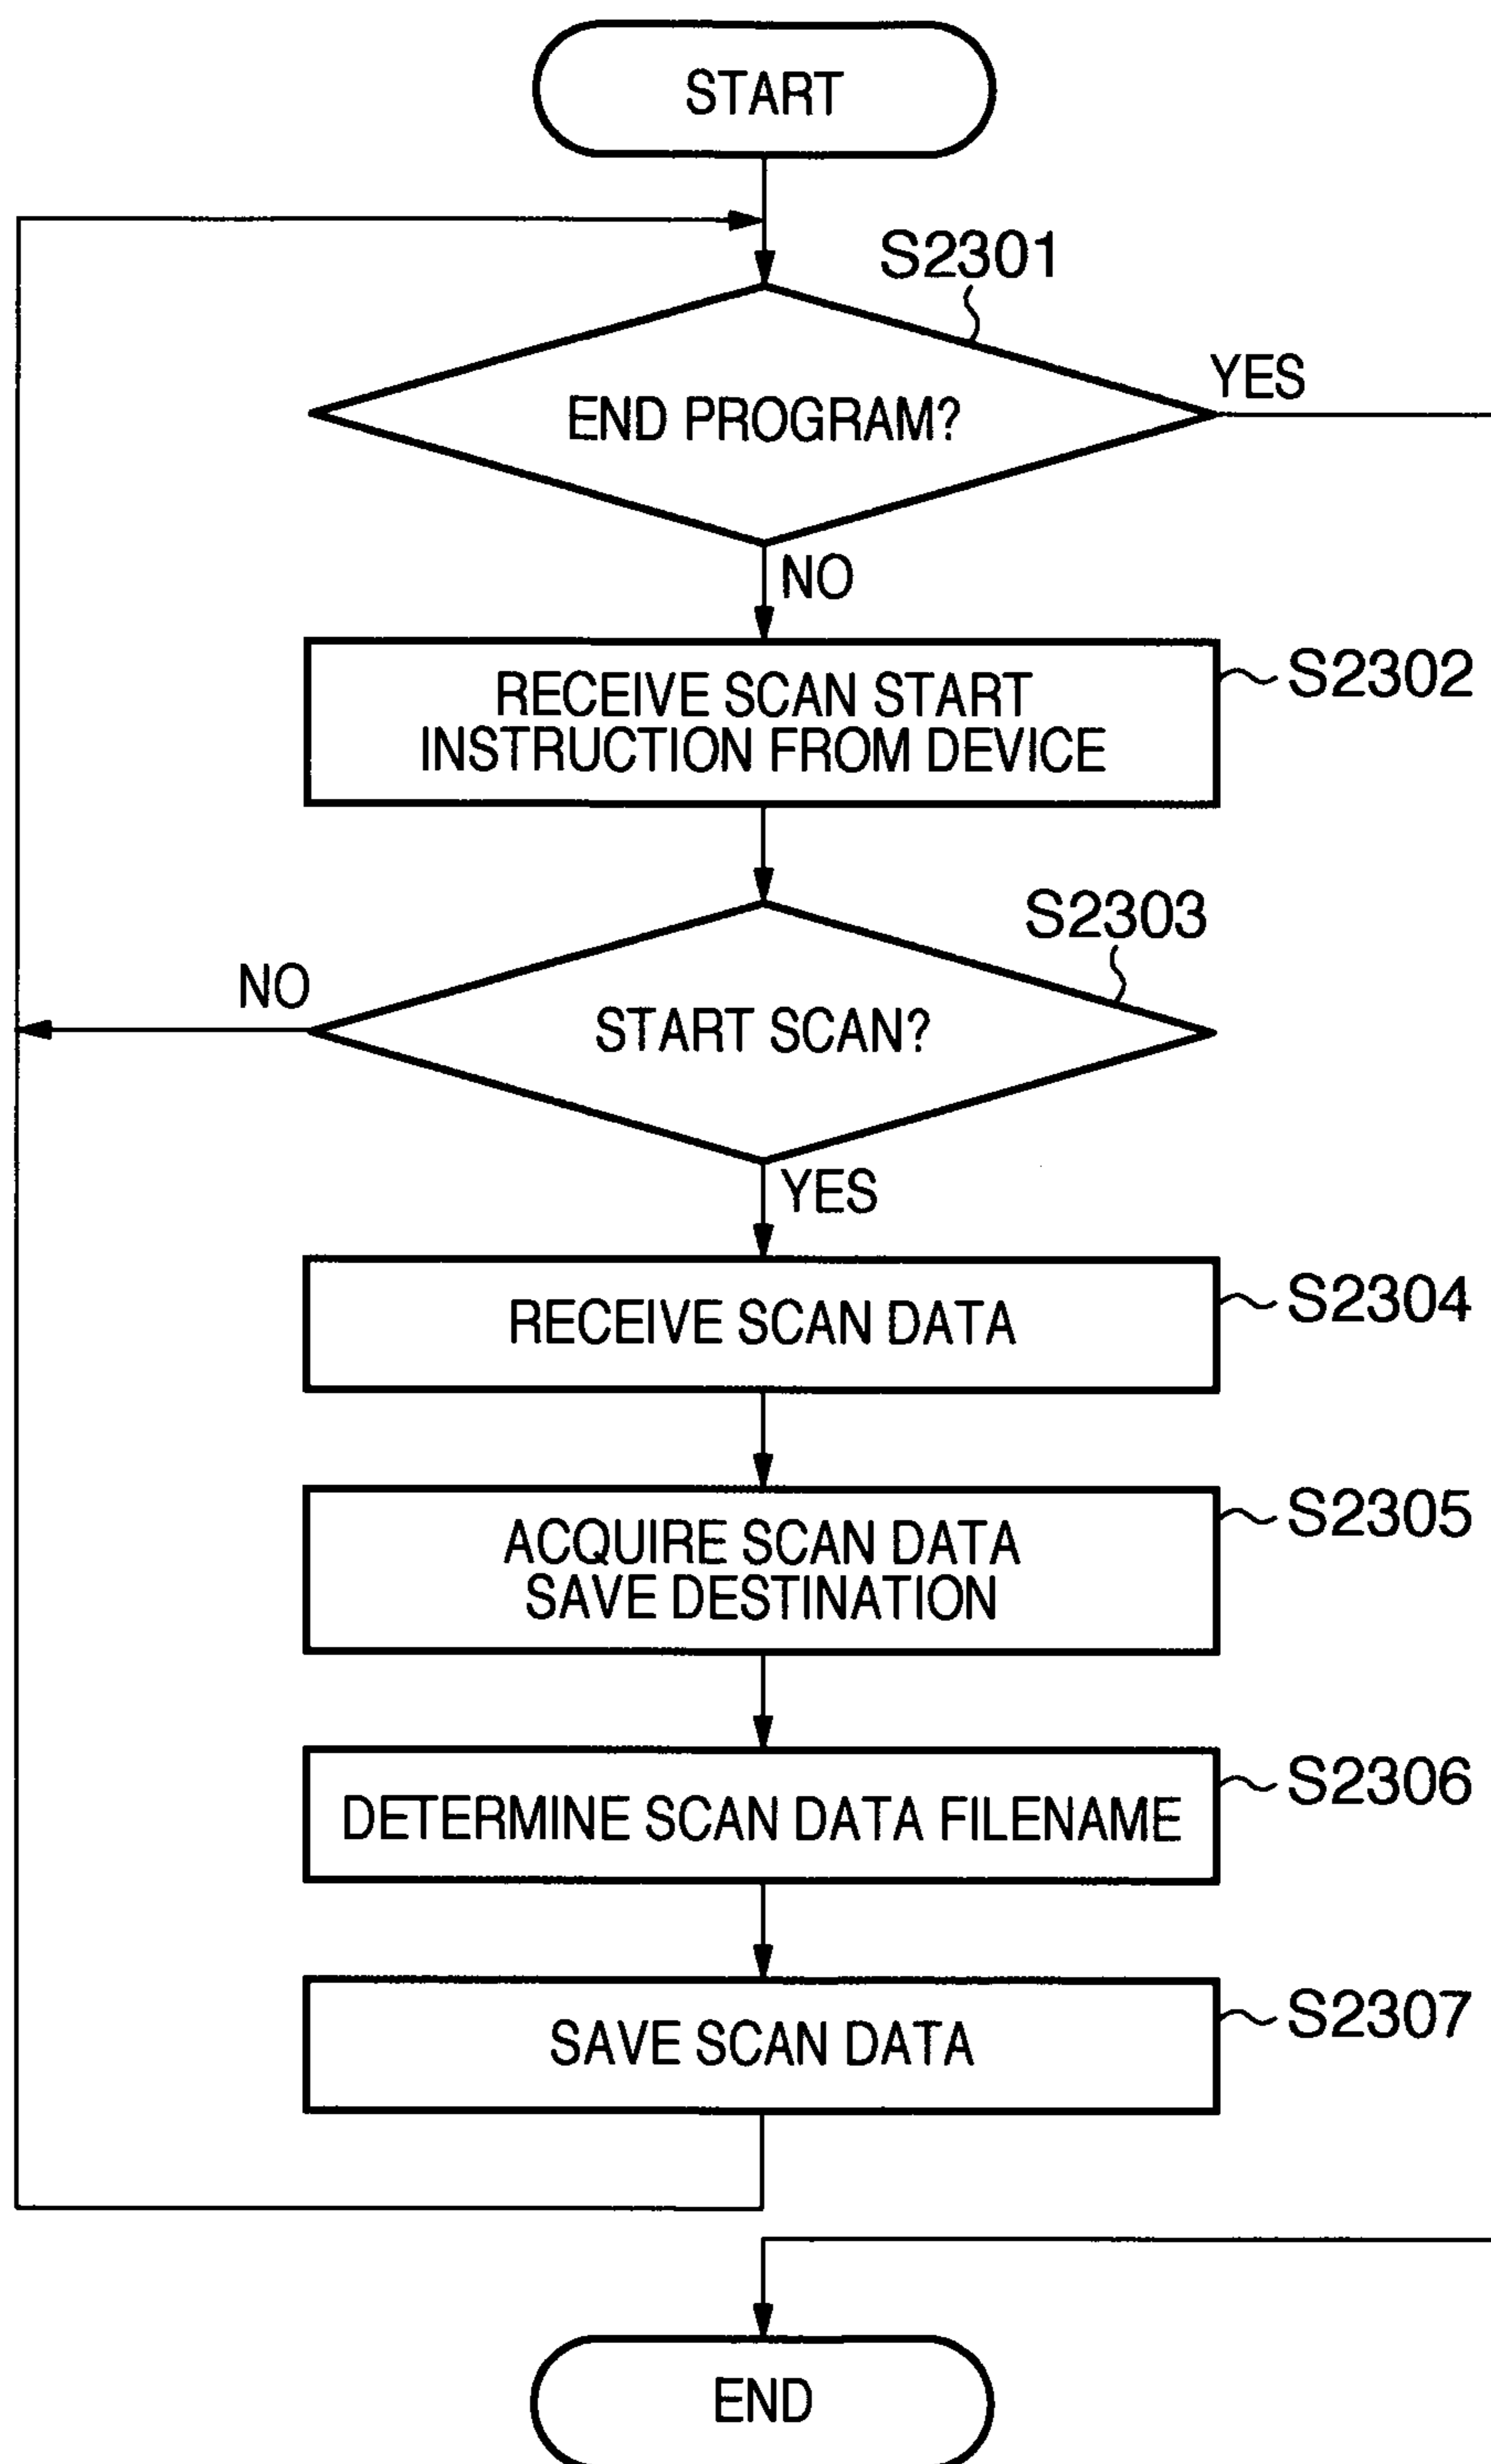 START
S2301
END PROGRAM?
YES
NO
RECEIVE SCAN START
INSTRUCTION FROM DEVICE
S2302
S2303
NO
START SCAN?
YES
RECEIVE SCAN DATA
S2304
ACQUIRE SCAN DATA
SAVE DESTINATION
S2305
DETERMINE SCAN DATA FILENAME
S2306
SAVE SCAN DATA
S2307
END